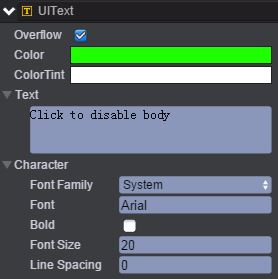 UIText
Overflow
Color
ColorTint
Text
Click to disable body
Character
Font Family System
Font Arial
Bold
Font Size 20
Line Spacing 0